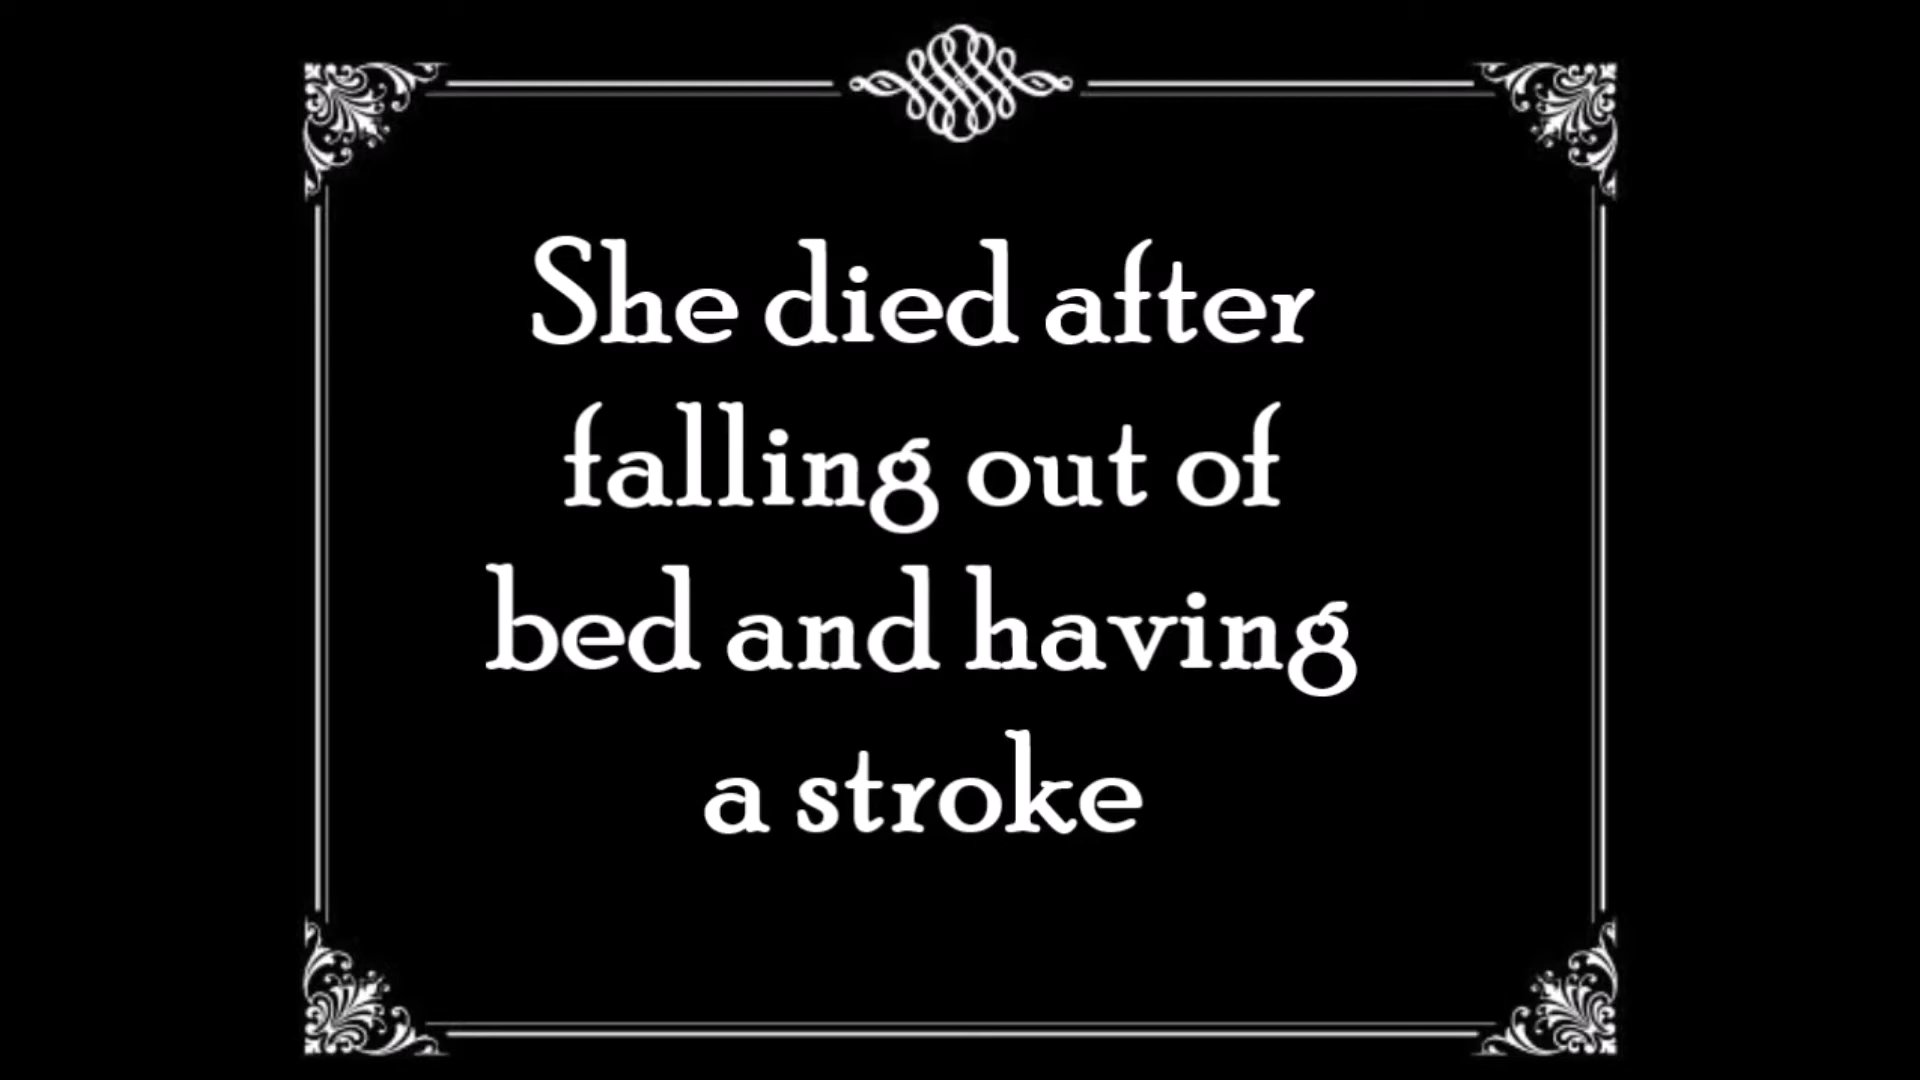 She died after
falling out of
bed and having
a stroke